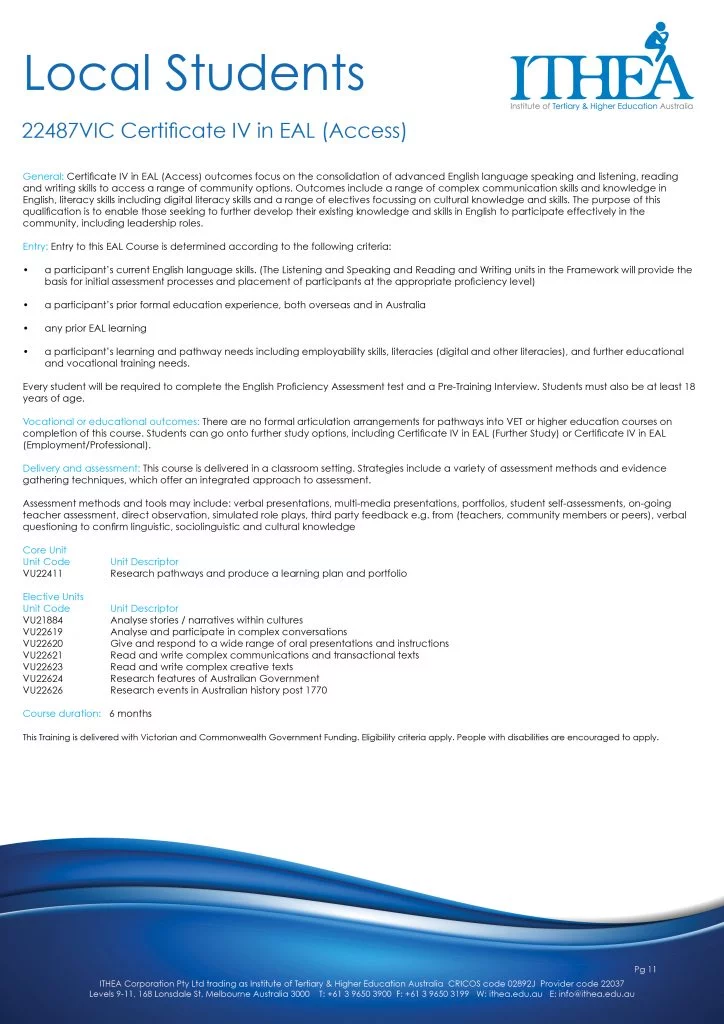 Local Students
ITHEA
Institute of Tertiary & Higher Education Australia
22487VIC Certificate IV in EAL (Access)
General: Certificate IV in EAL (Access) outcomes focus on the consolidation of advanced English language speaking and listening, reading
and writing skills to access a range of community options. Outcomes include a range of complex communication skills and knowledge in
English, literacy skills including digital literacy skills and a range of electives focussing on cultural knowledge and skills. The purpose of this
qualification is to enable those seeking to further develop their existing knowledge and skills in English to participate effectively in the
community, including leadership roles.
Entry: Entry to this EAL Course is determined according to the following criteria:
• a participant's current English language skills. (The Listening and Speaking and Reading and Writing units in the Framework will provide the
basis for initial assessment processes and placement of participants at the appropriate proficiency level)
• a participant's prior formal education experience, both overseas and in Australia
• any prior EAL learning
• a participant's learning and pathway needs including employability skills, literacies (digital and other literacies), and further educational
and vocational training needs.
Every student will be required to complete the English Proficiency Assessment test and a Pre-Training Interview. Students must also be at least 18
years of age.
Vocational or educational outcomes: There are no formal articulation arrangements for pathways into VET or higher education courses on
completion of this course. Students can go onto further study options, including Certificate IV in EAL (Further Study) or Certificate IV in EAL
(Employment/Professional).
Delivery and assessment: This course is delivered in a classroom setting. Strategies include a variety of assessment methods and evidence
gathering techniques, which offer an integrated approach to assessment.
Assessment methods and tools may include: verbal presentations, multi-media presentations, portfolios, student self-assessments, on-going
teacher assessment, direct observation, simulated role plays, third party feedback e.g. from (teachers, community members or peers), verbal
questioning to confirm linguistic, sociolinguistic and cultural knowledge
Core Unit
Unit Code Unit Descriptor
VU22411 Research pathways and produce a learning plan and portfolio
Elective Units
Unit Code Unit Descriptor
VU21884 Analyse stories / narratives within cultures
VU22619 Analyse and participate in complex conversations
VU22620 Give and respond to a wide range of oral presentations and instructions
VU22621 Read and write complex communications and transactional texts
VU22623 Read and write complex creative texts
VU22624 Research features of Australian Government
VU22626 Research events in Australian history post 1770
Course duration: 6 months
This Training is delivered with Victorian and Commonwealth Government Funding. Eligibility criteria apply. People with disabilities are encouraged to apply.
Pg 11
ITHEA Corporation Pty Ltd trading as Institute of Tertiary & Higher Education Australia CRICOS code 02892J Provider code 22037
Levels 9-11, 168 Lonsdale St, Melbourne Australia 3000 T: +61 3 9650 3900 F: +61 3 9650 3199 W: ithea.edu.au E: info@ithea.edu.au